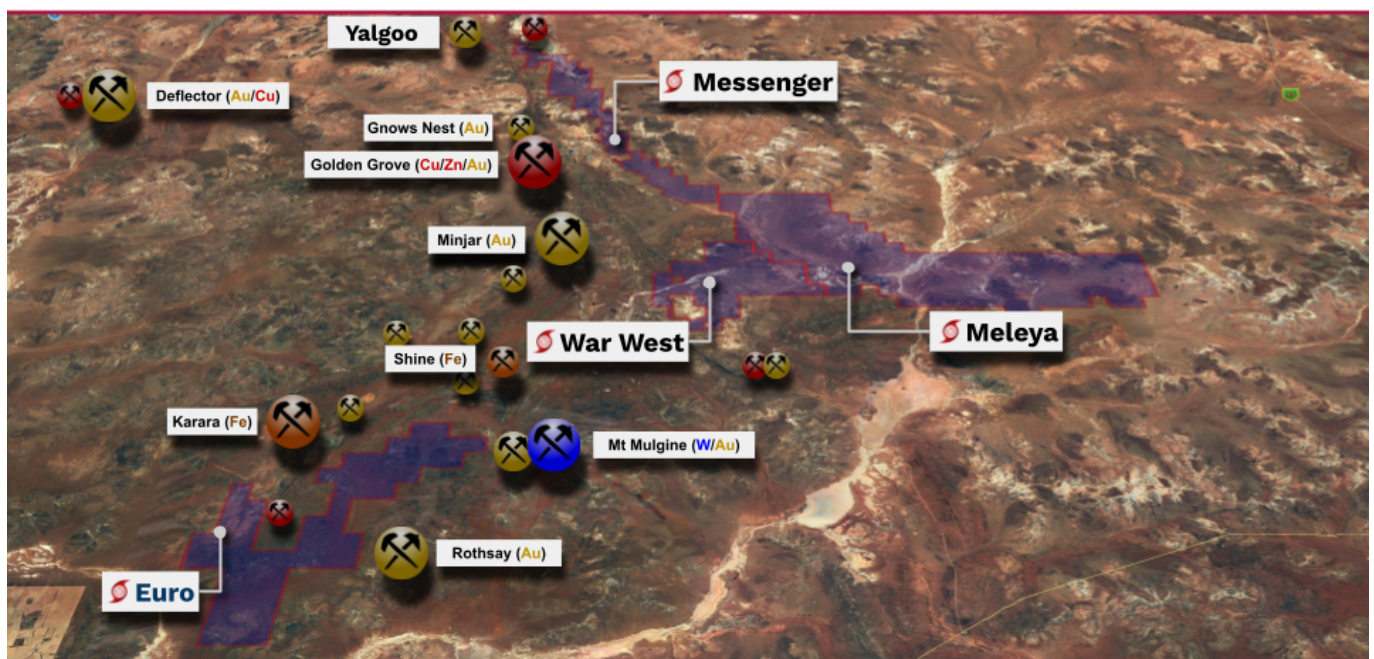 Yalgoo
Messenger
Deflector (Au/Cu)
Gnows Nest (Au)
Golden Grove (Cu/Zn/Au)
Minjar (Au)
War West
Meleya
Shine (Fe)
Karara (Fe)
Mt Mulgine (W/Au)
Rothsay (Au)
Euro